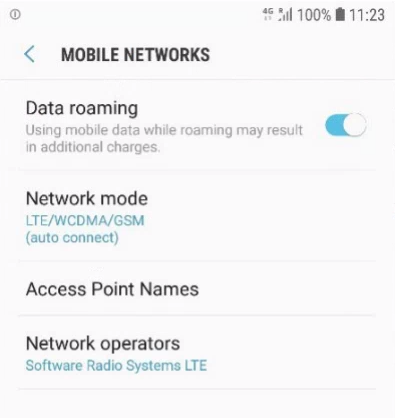 4G R 100% 11:23
MOBILE NETWORKS
Data roaming
Using mobile data while roaming may result
in additional charges.
Network mode
LTE/WCDMA/GSM
(auto connect)
Access Point Names
Network operators
Software Radio Systems LTE